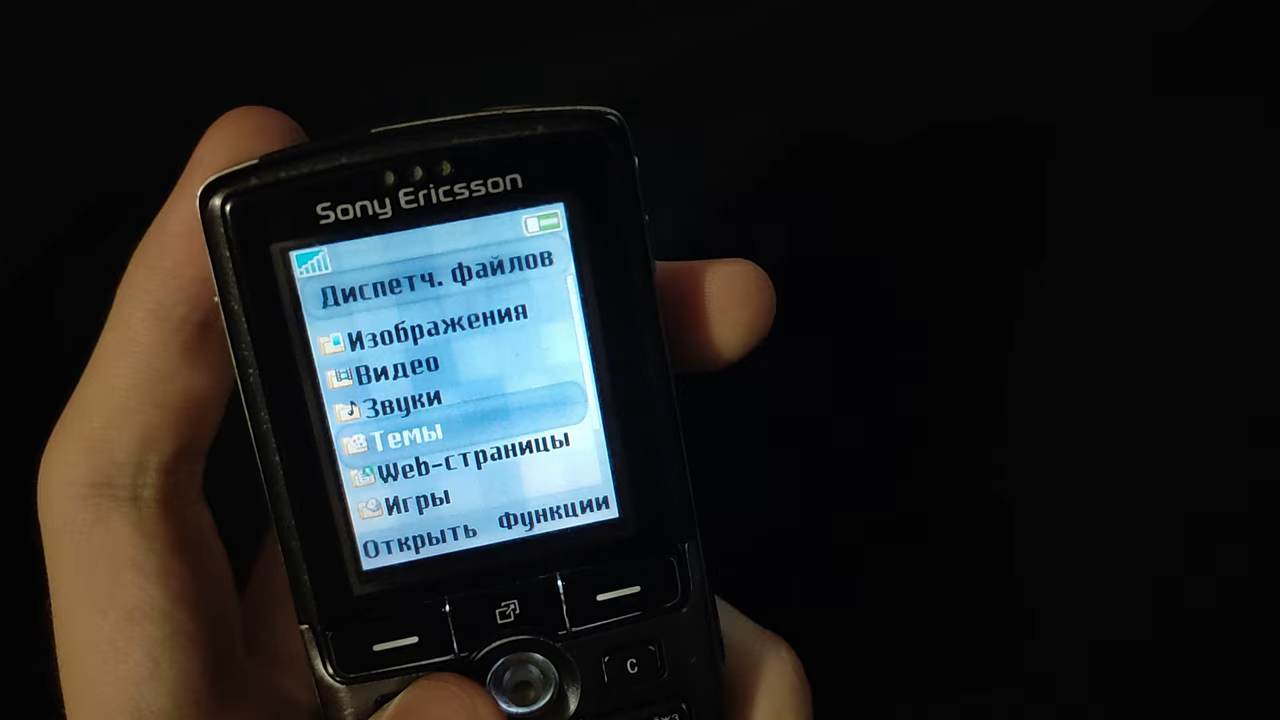 Sony Ericsson
Диспетч. файлов
Изображения
Видео
Звуки
Темы
Web-страницы
Игры
Открыть Функции
C